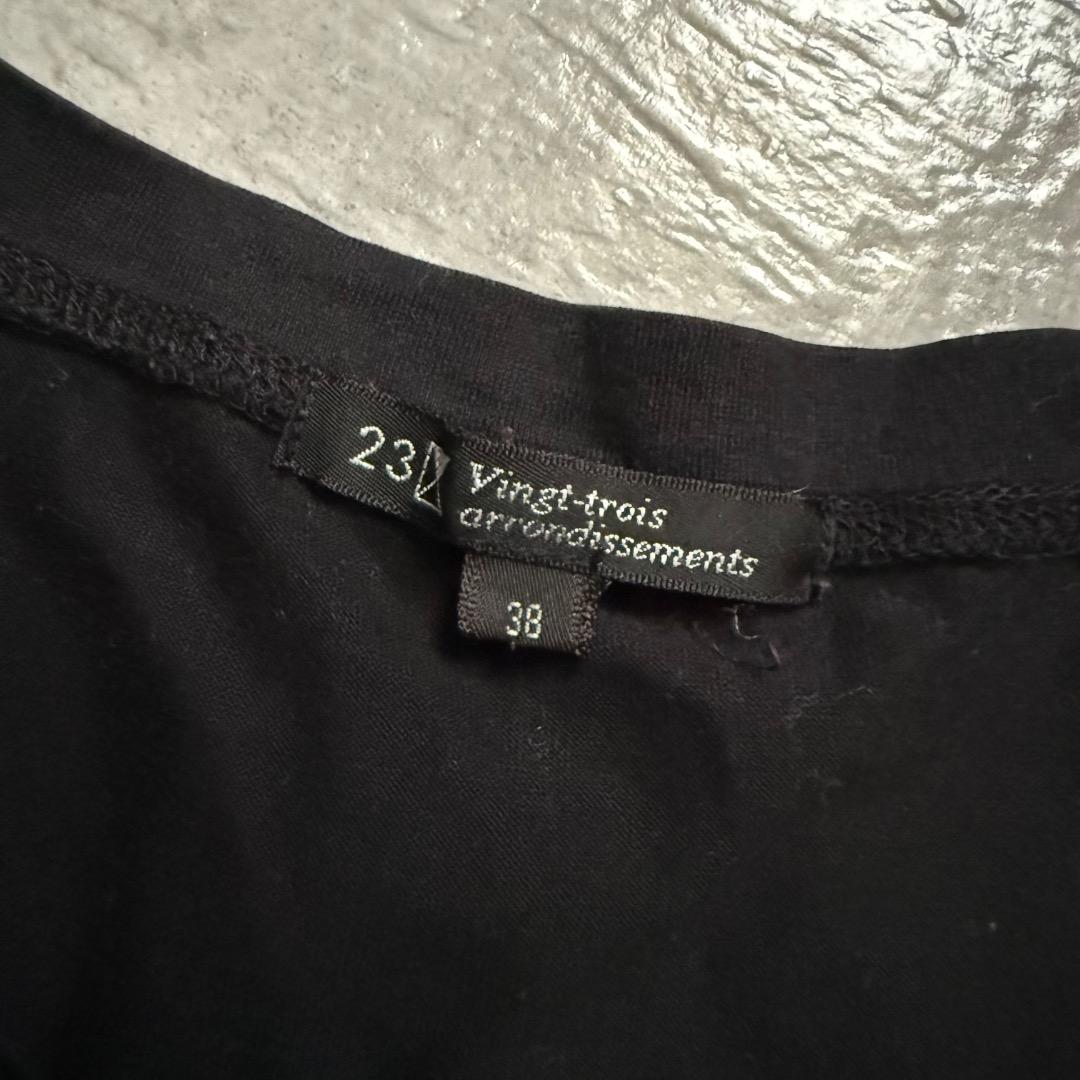 23
Vingt-trois
arrondissements
38